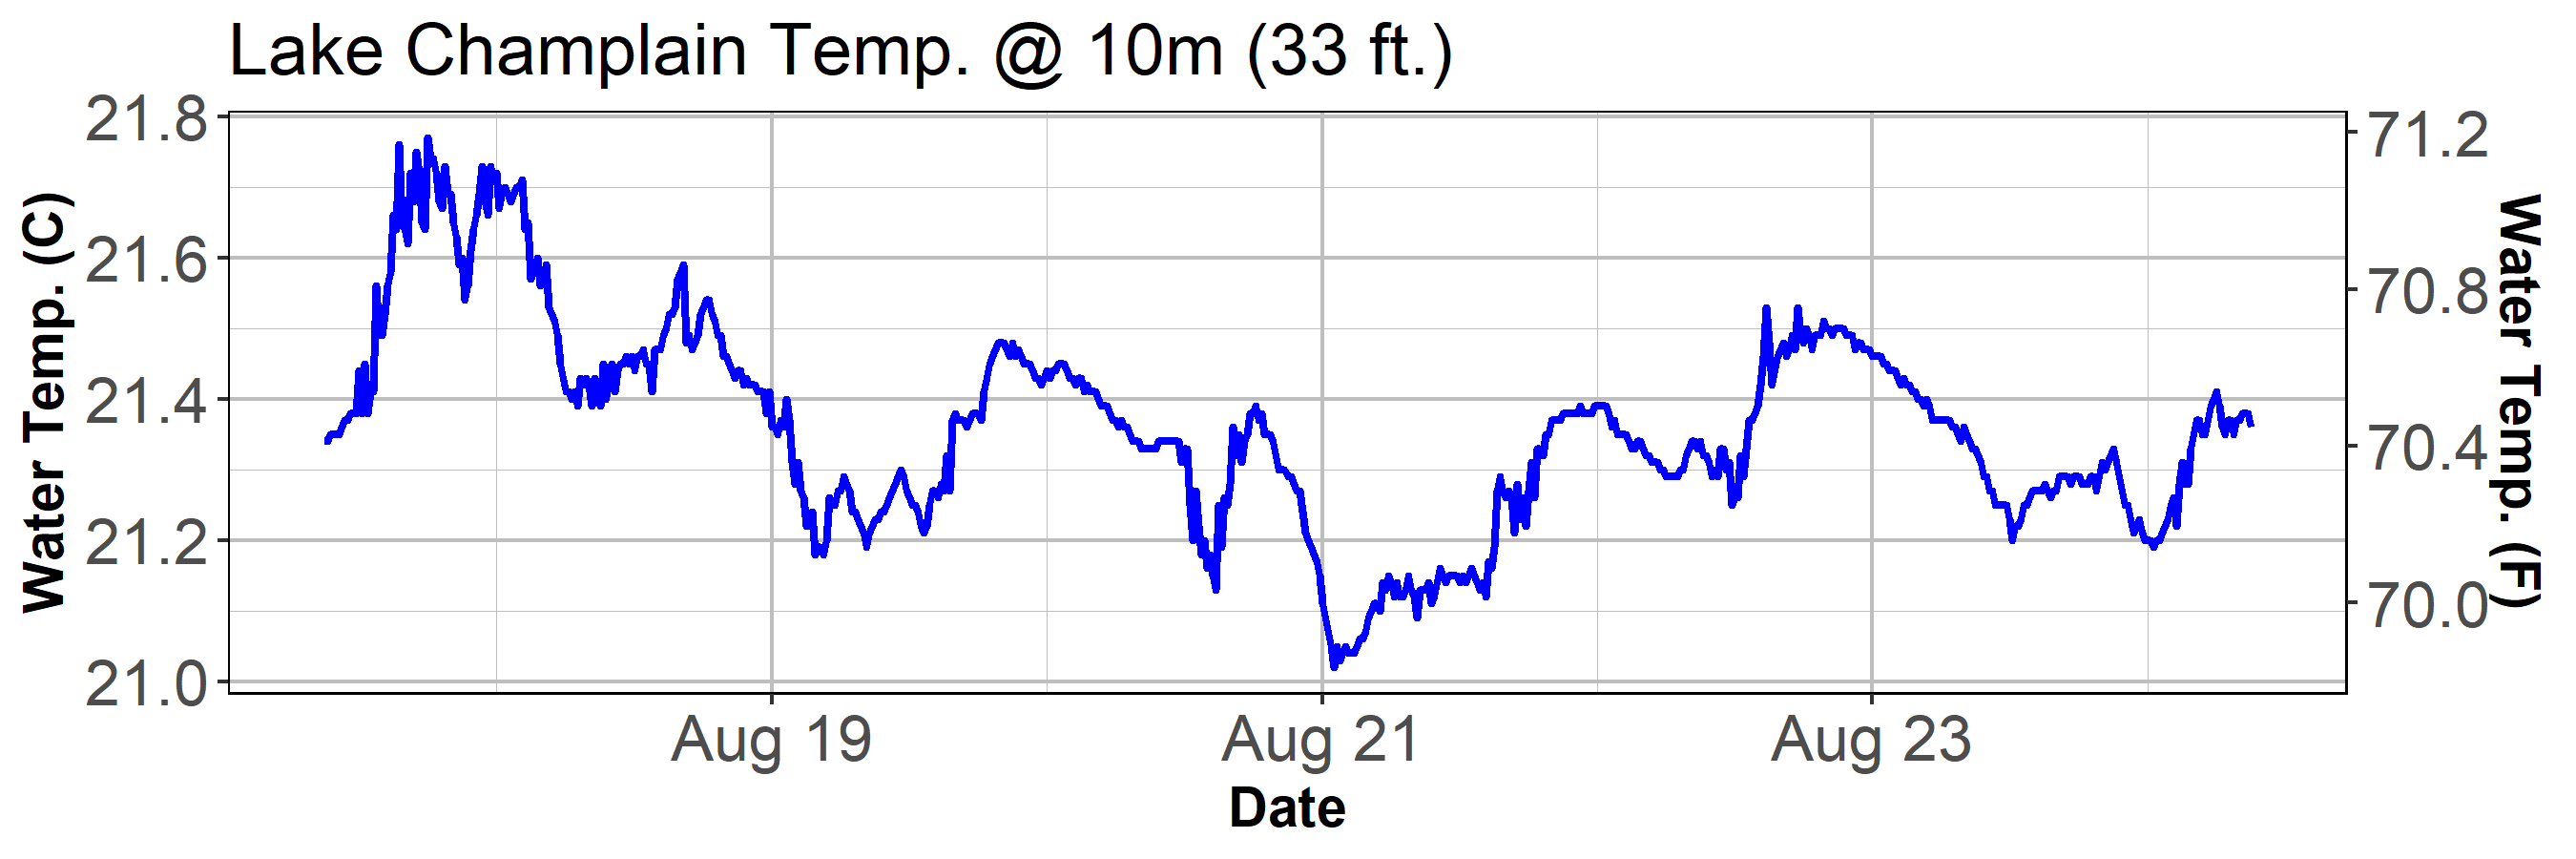 Lake Champlain Temp. @ 10m (33 ft.)
Water Temp. (C)
21.8
21.6
21.4
21.2
21.0
71.2
70.8
70.4
70.0
Water Temp. (F)
Aug 19 Aug 21 Aug 23
Date